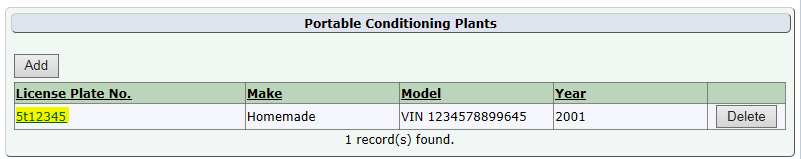 Portable Conditioning Plants
Add
License Plate No. Make Model Year
5t12345 Homemade VIN 1234578899645 2001 Delete
1 record(s) found.